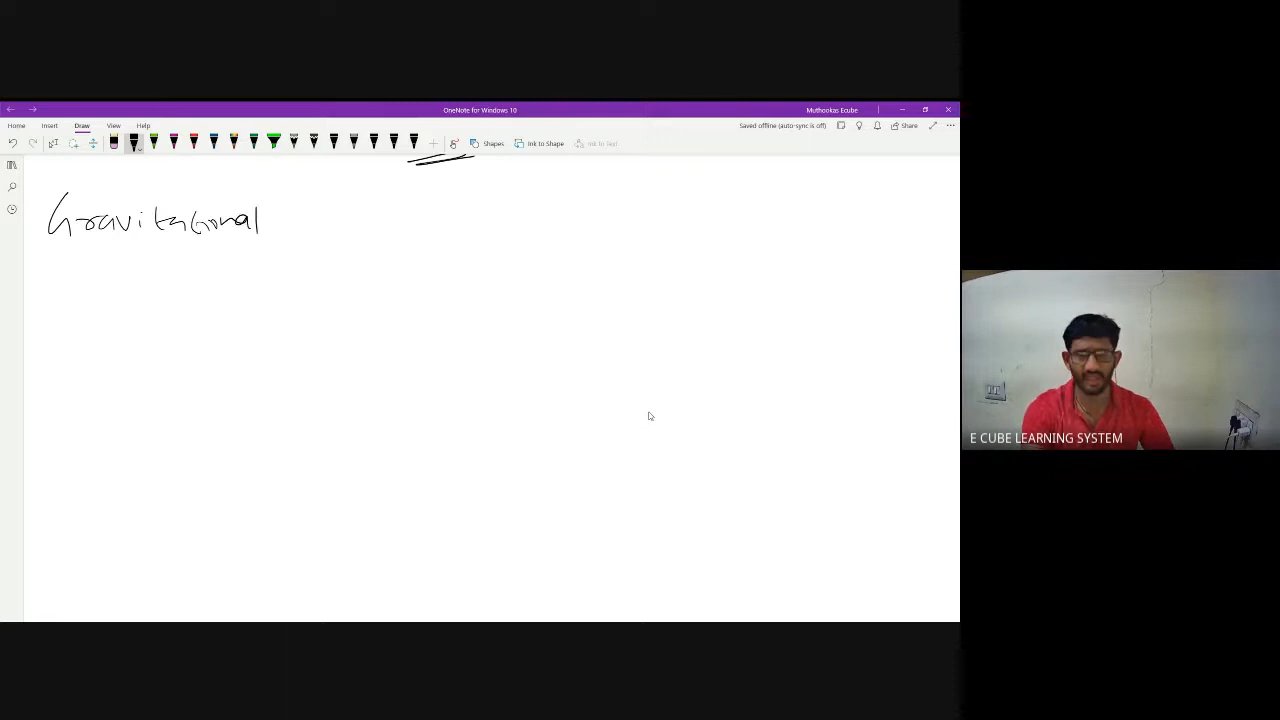 OneNote for Windows 10
Muthookas Ecube
Home Insert Draw View Help
Saved offline (auto-sync is off)
Share
Shapes
Ink to Shape
Ink to Text
Gravitational
E CUBE LEARNING SYSTEM